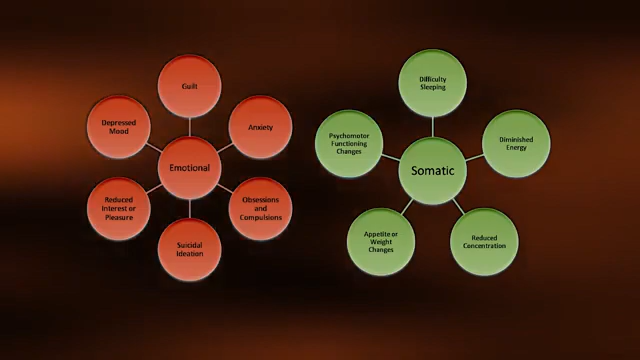 Guilt
Depressed
Mood
Anxiety
Emotional
Reduced
Interest or
Pleasure
Obsessions
and
Compulsions
Suicidal
Ideation
Difficulty
Sleeping
Psychomotor
Functioning
Changes
Diminished
Energy
Somatic
Appetite or
Weight
Changes
Reduced
Concentration